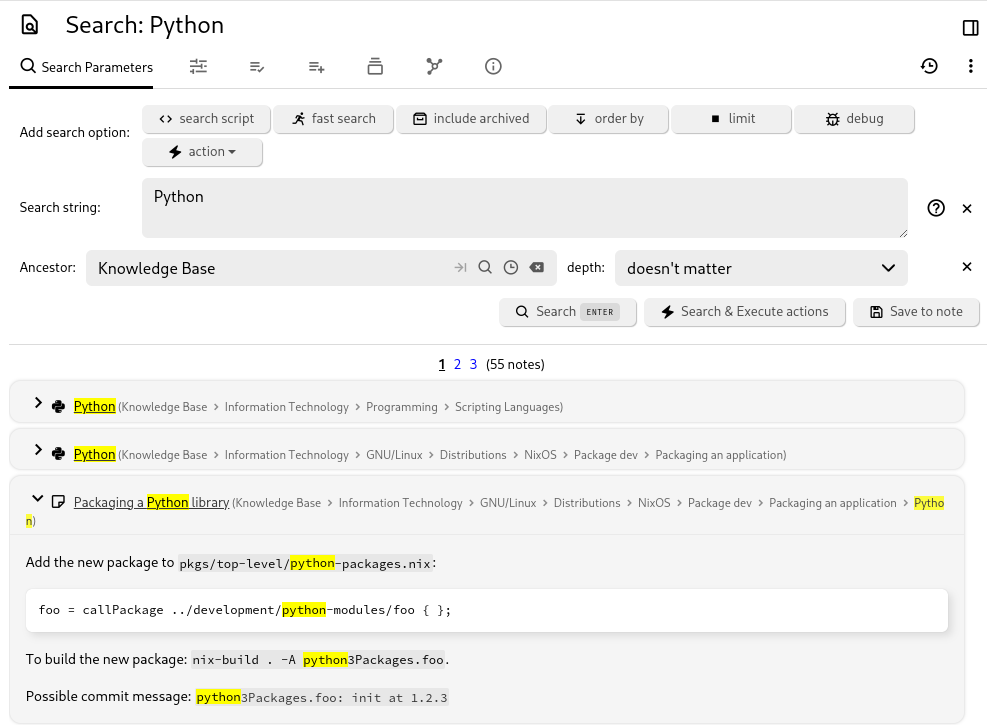 Search: Python
Search Parameters
Add search option:
search script
fast search
include archived
order by
limit
debug
action
Search string:
Python
Ancestor:
Knowledge Base
depth:
doesn't matter
Search ENTER
Search & Execute actions
Save to note
1 2 3 (55 notes)
Python (Knowledge Base > Information Technology > Programming > Scripting Languages)
Python (Knowledge Base > Information Technology > GNU/Linux > Distributions > NixOS > Package dev > Packaging an application)
Packaging a Python library (Knowledge Base > Information Technology > GNU/Linux > Distributions > NixOS > Package dev > Packaging an application > Pytho
n)
Add the new package to pkgs/top-level/python-packages.nix:
foo = callPackage ../development/python-modules/foo { };
To build the new package: nix-build . -A python3Packages.foo.
Possible commit message: python3Packages.foo: init at 1.2.3